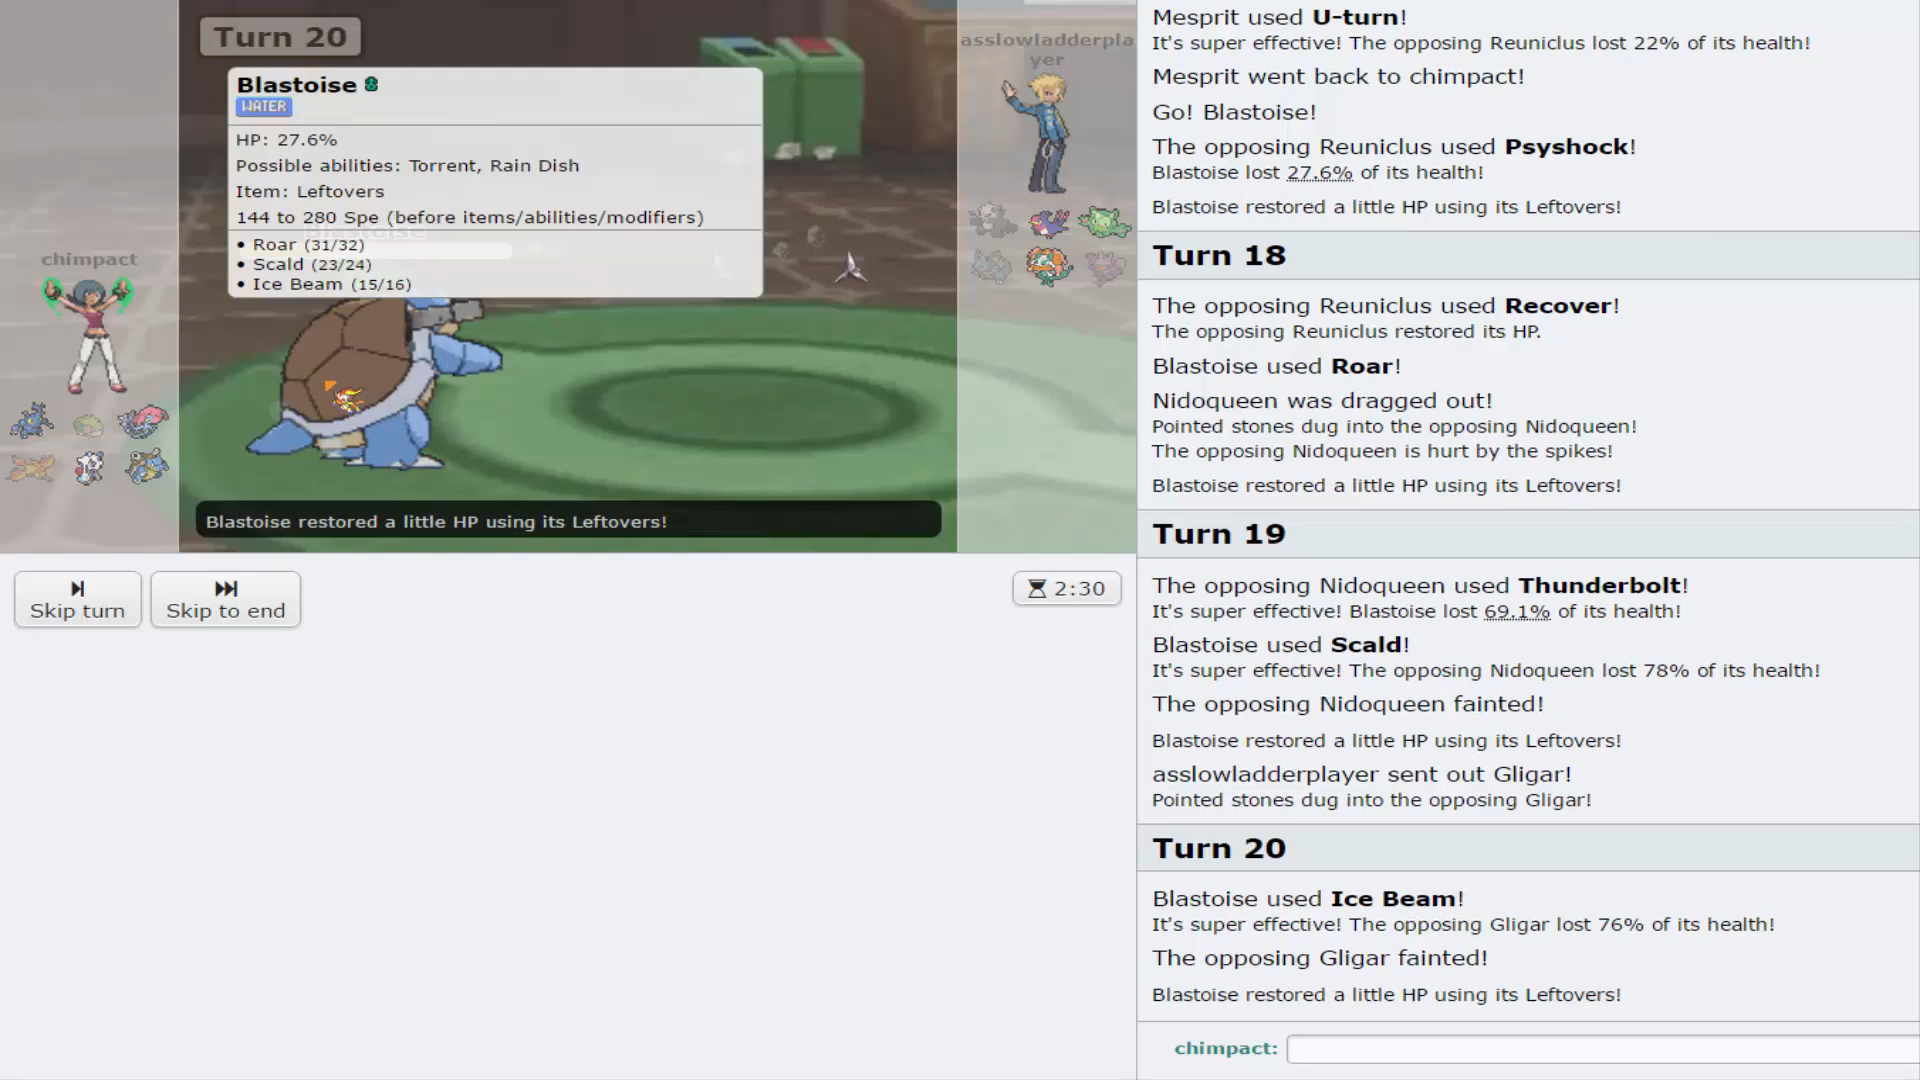 Turn 20
Blastoise
WATER
HP: 27.6%
Possible abilities: Torrent, Rain Dish
Item: Leftovers
144 to 280 Spe (before items/abilities/modifiers)
• Roar (31/32)
• Scald (23/24)
• Ice Beam (15/16)
chimpact
asslowladderpla
yer
Blastoise restored a little HP using its Leftovers!
Skip turn
Skip to end
2:30
Mesprit used U-turn!
It's super effective! The opposing Reuniclus lost 22% of its health!
Mesprit went back to chimpact!
Go! Blastoise!
The opposing Reuniclus used Psyshock!
Blastoise lost 27.6% of its health!
Blastoise restored a little HP using its Leftovers!
Turn 18
The opposing Reuniclus used Recover!
The opposing Reuniclus restored its HP.
Blastoise used Roar!
Nidoqueen was dragged out!
Pointed stones dug into the opposing Nidoqueen!
The opposing Nidoqueen is hurt by the spikes!
Blastoise restored a little HP using its Leftovers!
Turn 19
The opposing Nidoqueen used Thunderbolt!
It's super effective! Blastoise lost 69.1% of its health!
Blastoise used Scald!
It's super effective! The opposing Nidoqueen lost 78% of its health!
The opposing Nidoqueen fainted!
Blastoise restored a little HP using its Leftovers!
asslowladderplayer sent out Gligar!
Pointed stones dug into the opposing Gligar!
Turn 20
Blastoise used Ice Beam!
It's super effective! The opposing Gligar lost 76% of its health!
The opposing Gligar fainted!
Blastoise restored a little HP using its Leftovers!
chimpact: